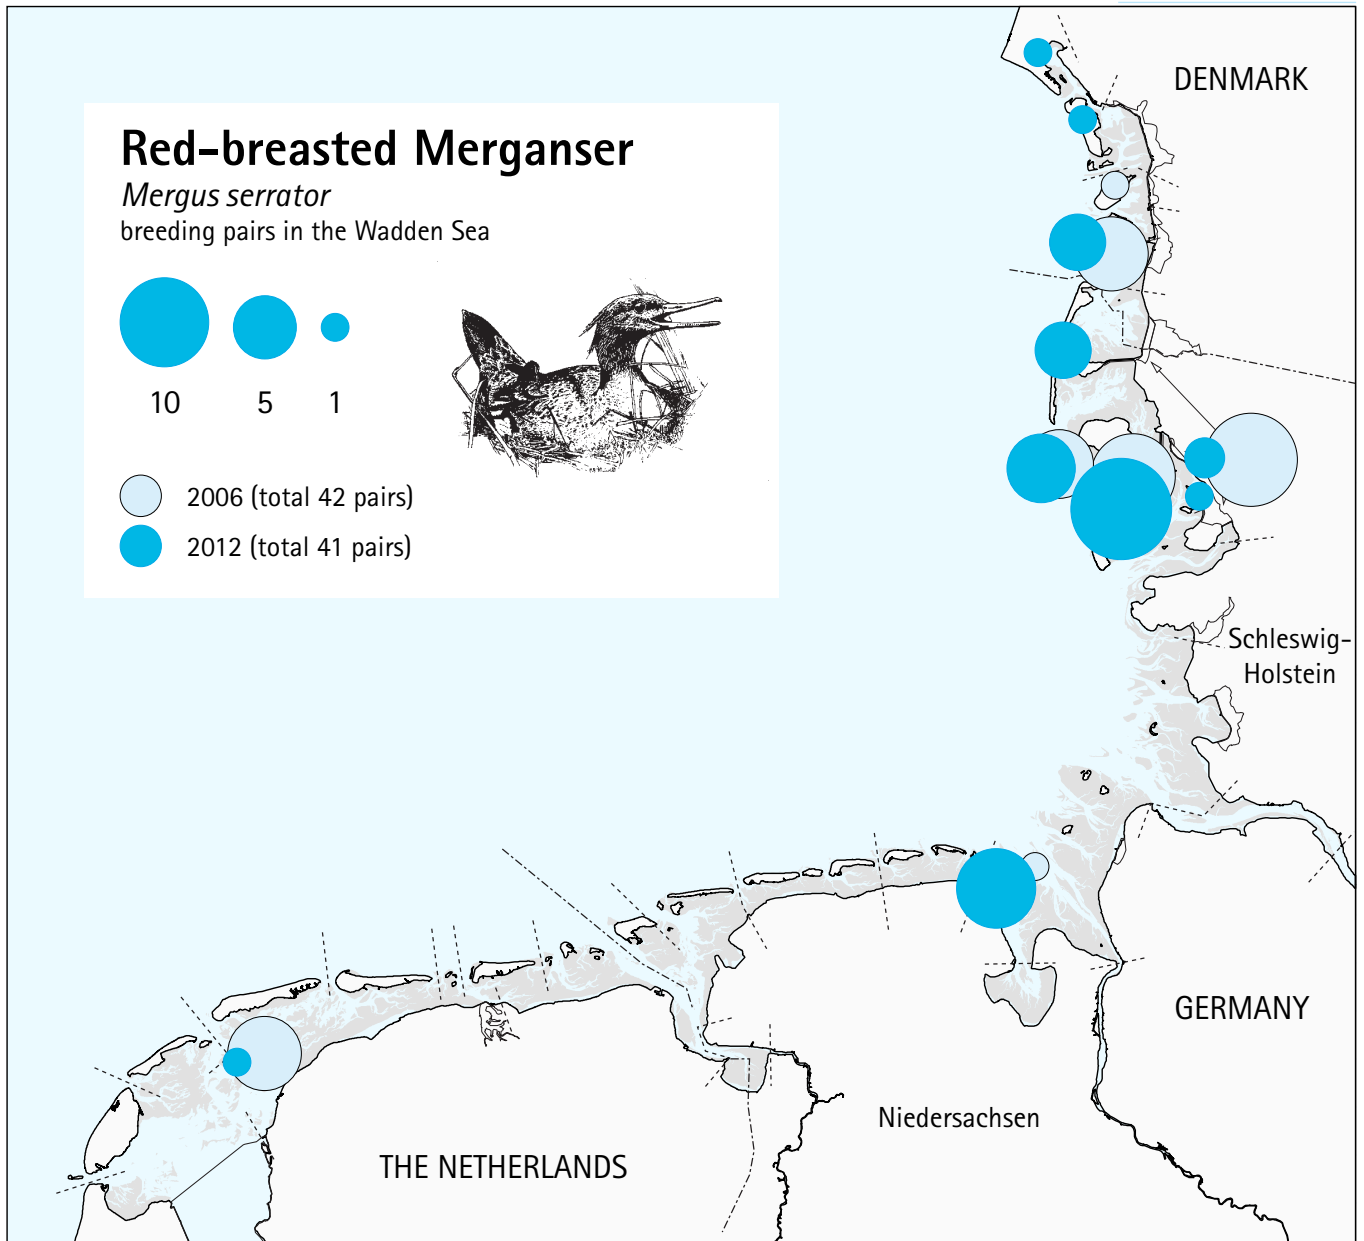 DENMARK
Red-breasted Merganser
Mergus serrator
breeding pairs in the Wadden Sea
10 5 1
2006 (total 42 pairs)
2012 (total 41 pairs)
Schleswig-
Holstein
GERMANY
Niedersachsen
THE NETHERLANDS